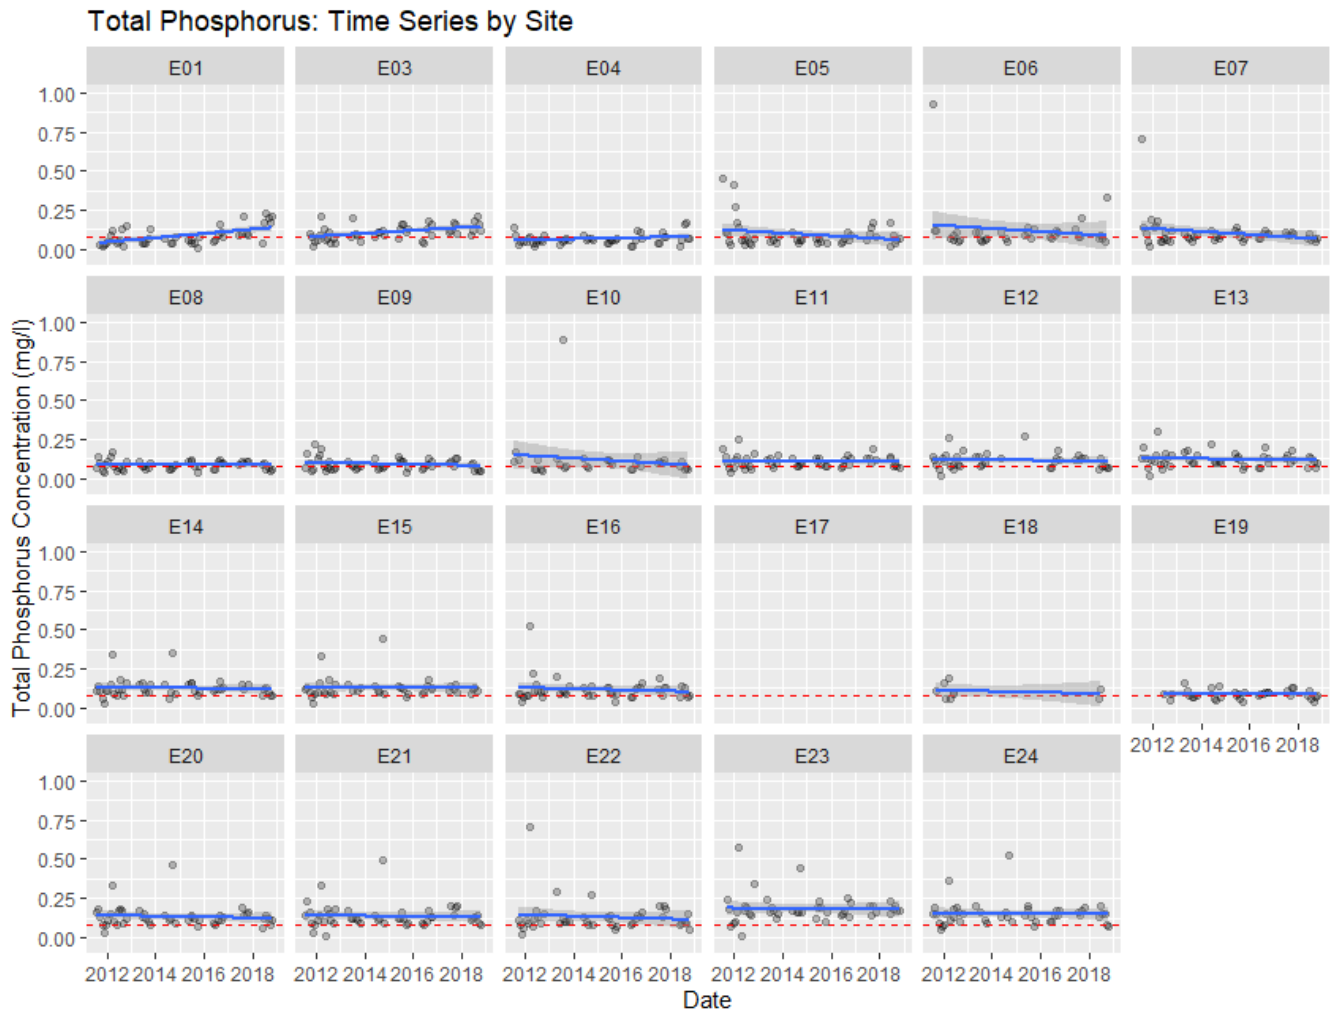 Total Phosphorus: Time Series by Site
E01 E03 E04 E05 E06 E07
1.00
0.75
0.50
0.25
0.00
E08 E09 E10 E11 E12 E13
1.00
0.75
0.50
0.25
0.00
Total Phosphorus Concentration (mg/l)
E14 E15 E16 E17 E18 E19
1.00
0.75
0.50
0.25
0.00
2012 2014 2016 2018
E20 E21 E22 E23 E24
1.00
0.75
0.50
0.25
0.00
2012 2014 2016 2018 2012 2014 2016 2018 2012 2014 2016 2018 2012 2014 2016 2018 2012 2014 2016 2018
Date